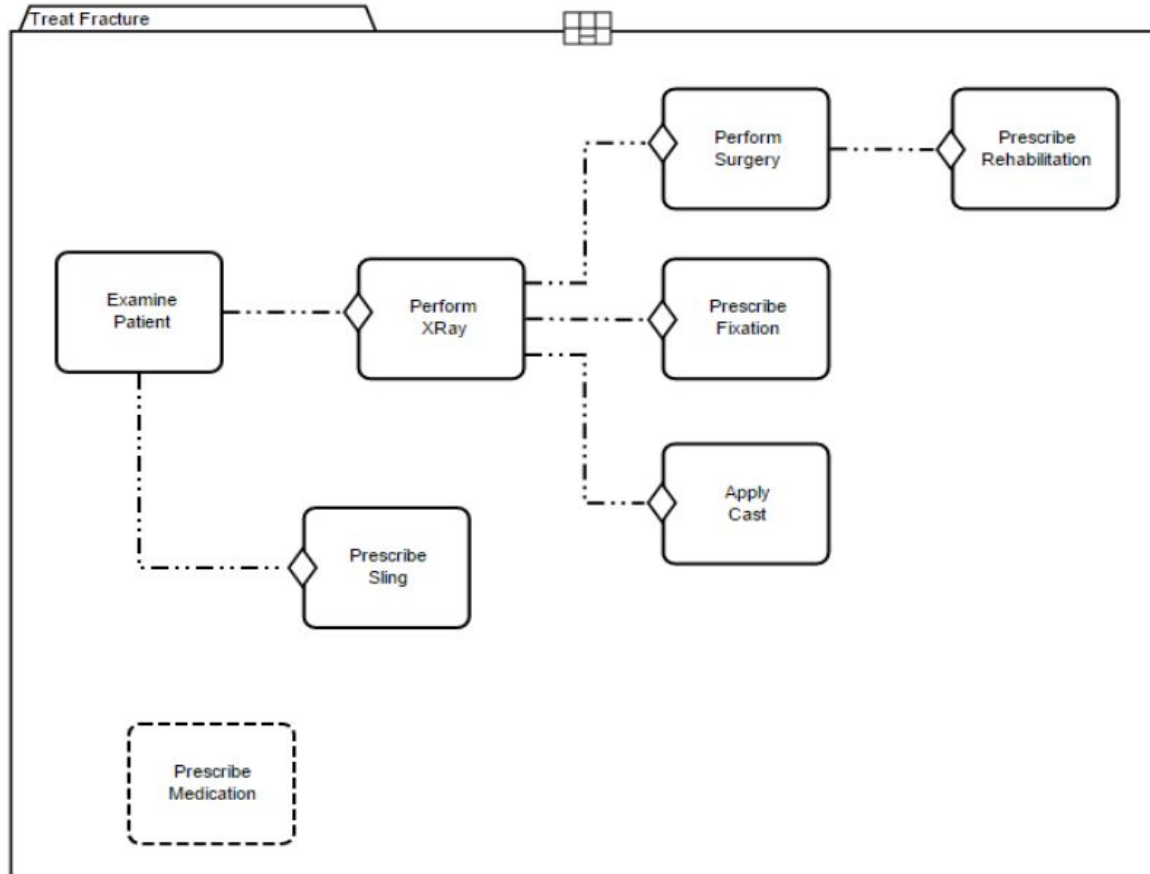 Treat Fracture
Perform
Surgery
Prescribe
Rehabilitation
Examine
Patient
Perform
XRay
Prescribe
Fixation
Apply
Cast
Prescribe
Sling
Prescribe
Medication